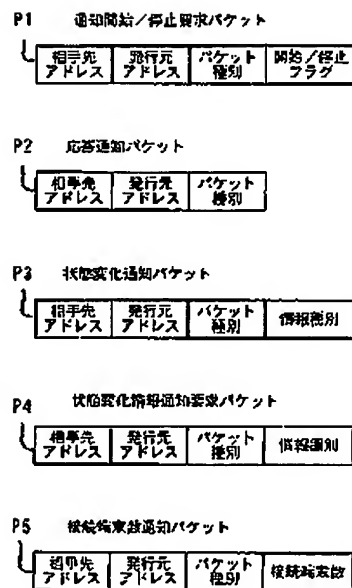 P1 通知開始/停止要求パケット
相手先アドレス 発行元アドレス パケット種別 開始/停止フラグ
P2 応答通知パケット
相手先アドレス 発行元アドレス パケット種別
P3 状態変化通知パケット
相手先アドレス 発行元アドレス パケット種別 情報種別
P4 状態変化情報通知要求パケット
相手先アドレス 発行元アドレス パケット種別 情報種別
P5 接続端末数通知パケット
相手先アドレス 発行元アドレス パケット種別 接続端末数